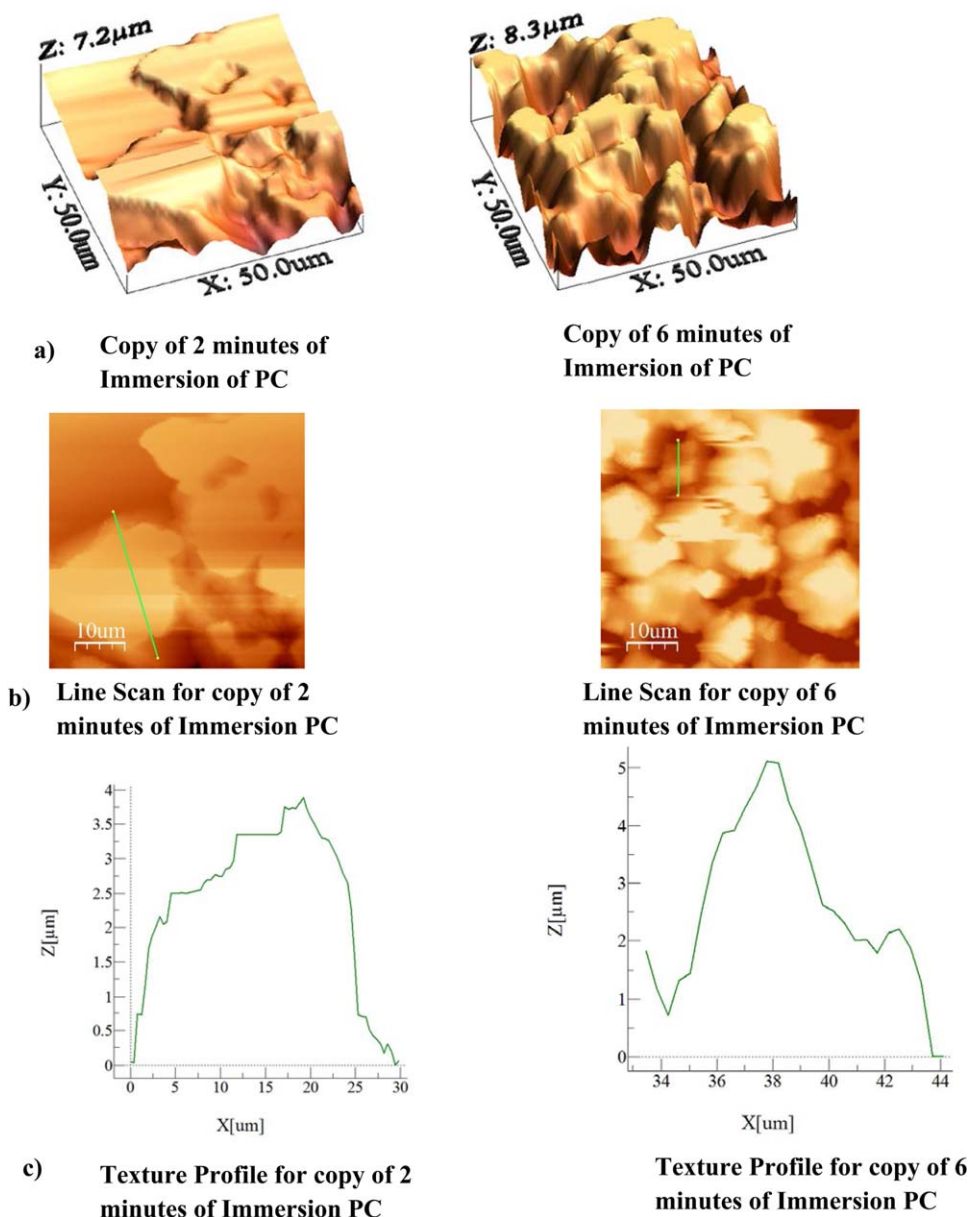 Z: 7.2µm
Y: 50.0um
X: 50.0um
Z: 8.3µm
Y: 50.0um
X: 50.0um
a)
Copy of 2 minutes of
Immersion of PC
Copy of 6 minutes of
Immersion of PC
10um
10um
b)
Line Scan for copy of 2
minutes of Immersion PC
Line Scan for copy of 6
minutes of Immersion PC
4
3.5
3
2.5
2
1.5
1
0.5
0
Z[µm]
0 5 10 15 20 25 30
X[um]
5
4
3
2
1
0
Z[µm]
34 36 38 40 42 44
X[um]
c)
Texture Profile for copy of 2
minutes of Immersion PC
Texture Profile for copy of 6
minutes of Immersion PC